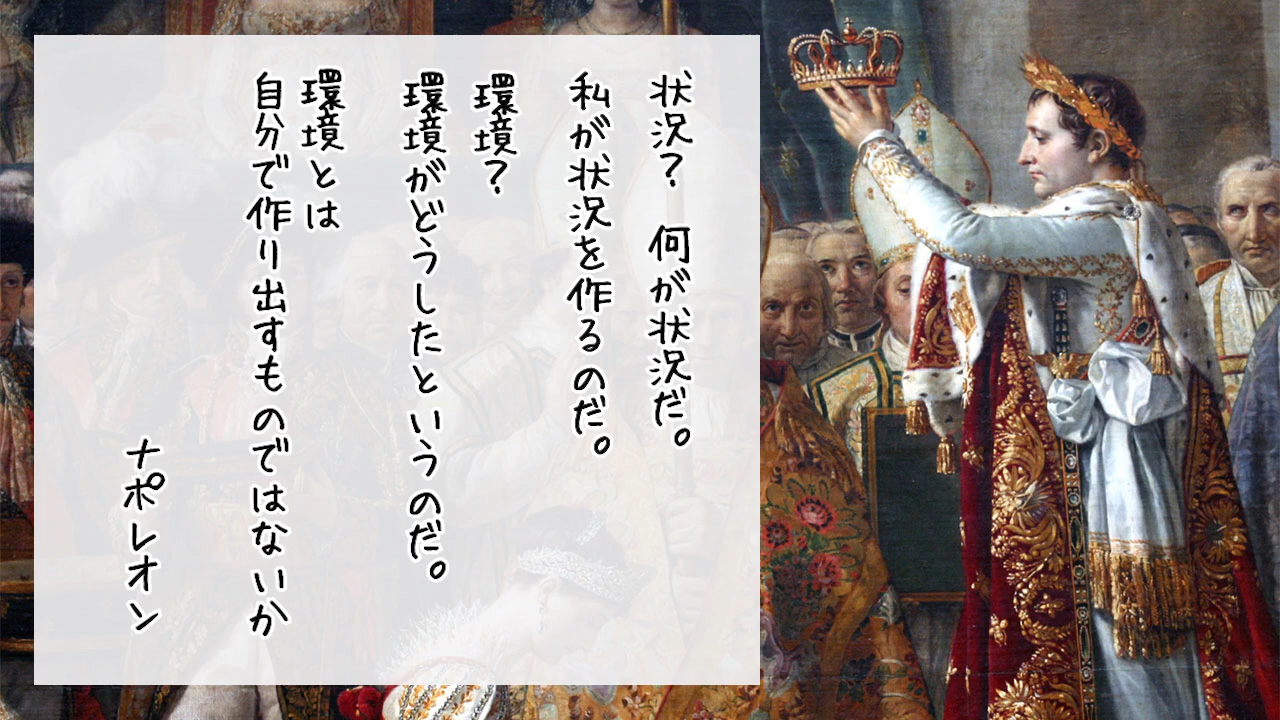 状況？　何が状況だ。
私が状況を作るのだ。
環境？
環境がどうしたというのだ。
環境とは
自分で作り出すものではないか
ナポレオン